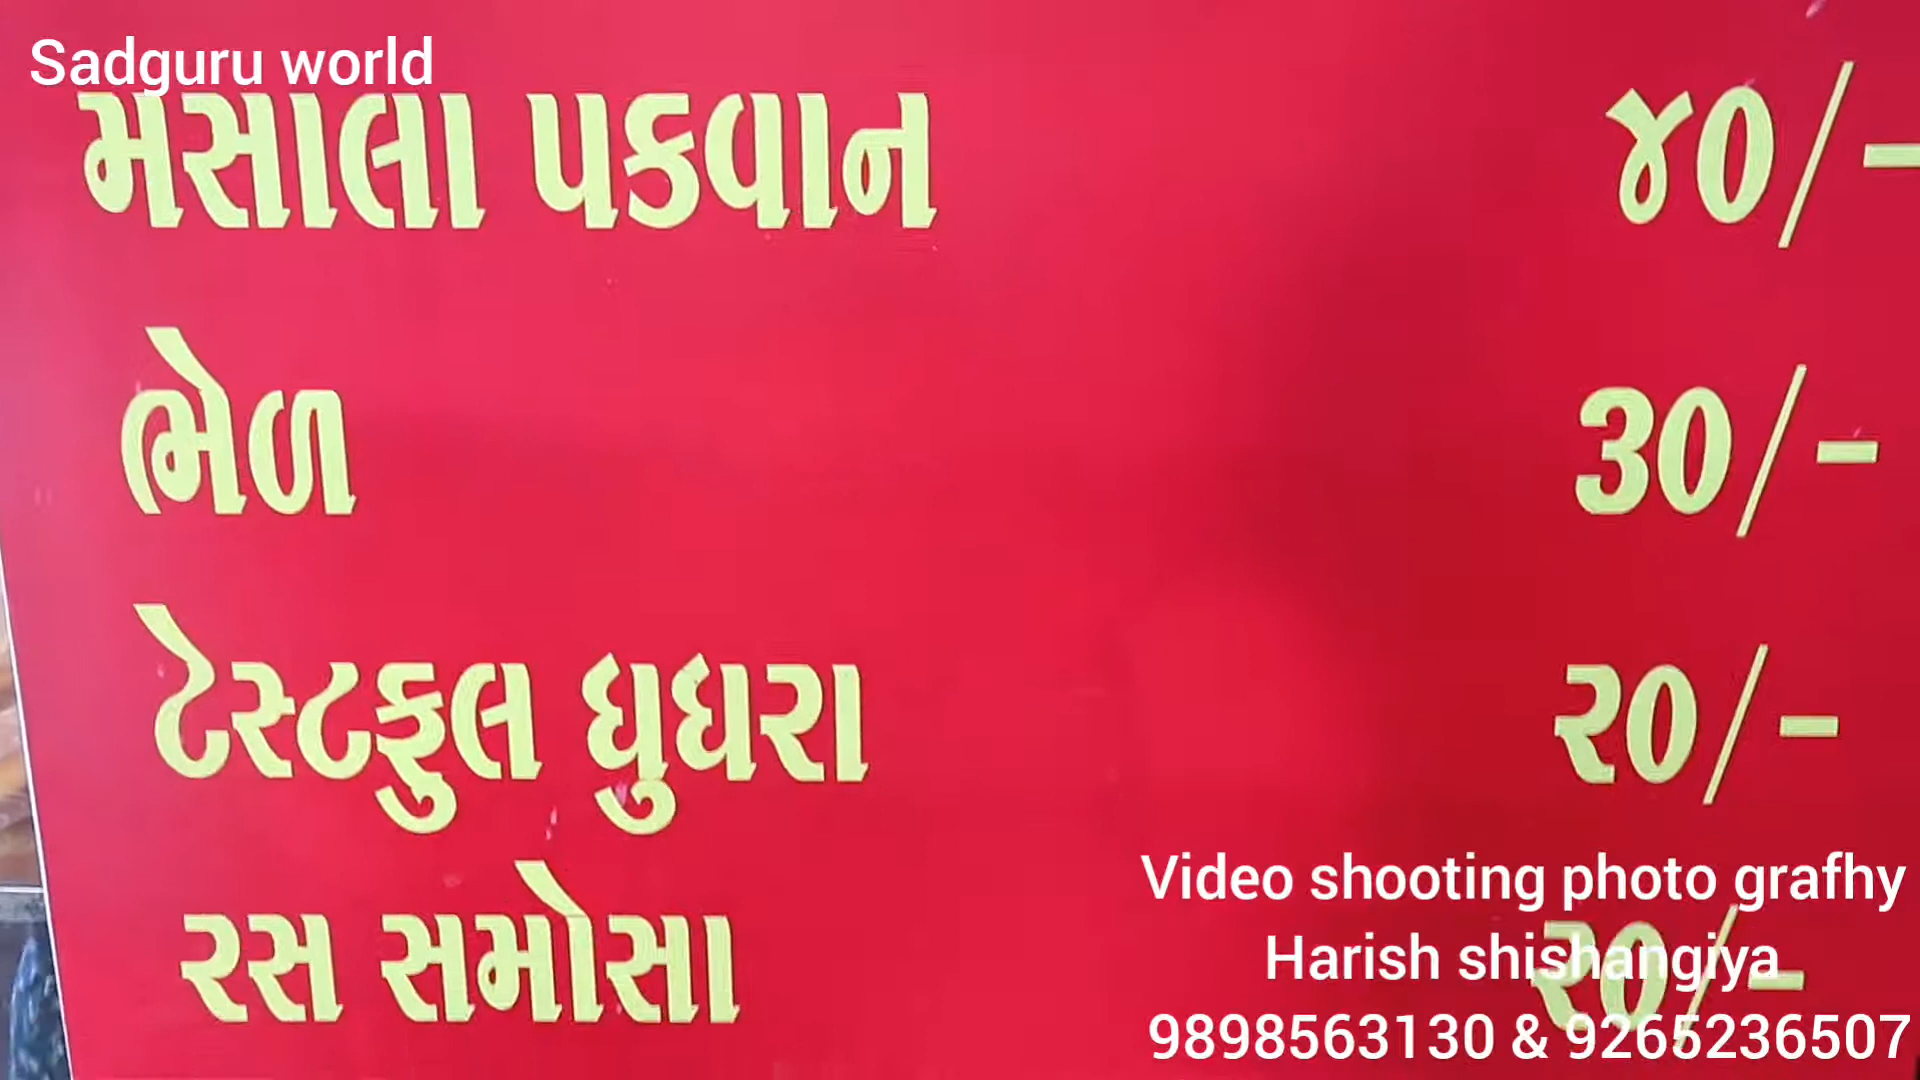 Sadguru world
મસાલા પકવાન ૪૦/-
ભેળ ૩૦/-
ટેસ્ટફુલ ઘુઘરા ૨૦/-
રસ સમોસા ૨૦/-
Video shooting photo grafhy
Harish shishangiya
9898563130 & 9265236507